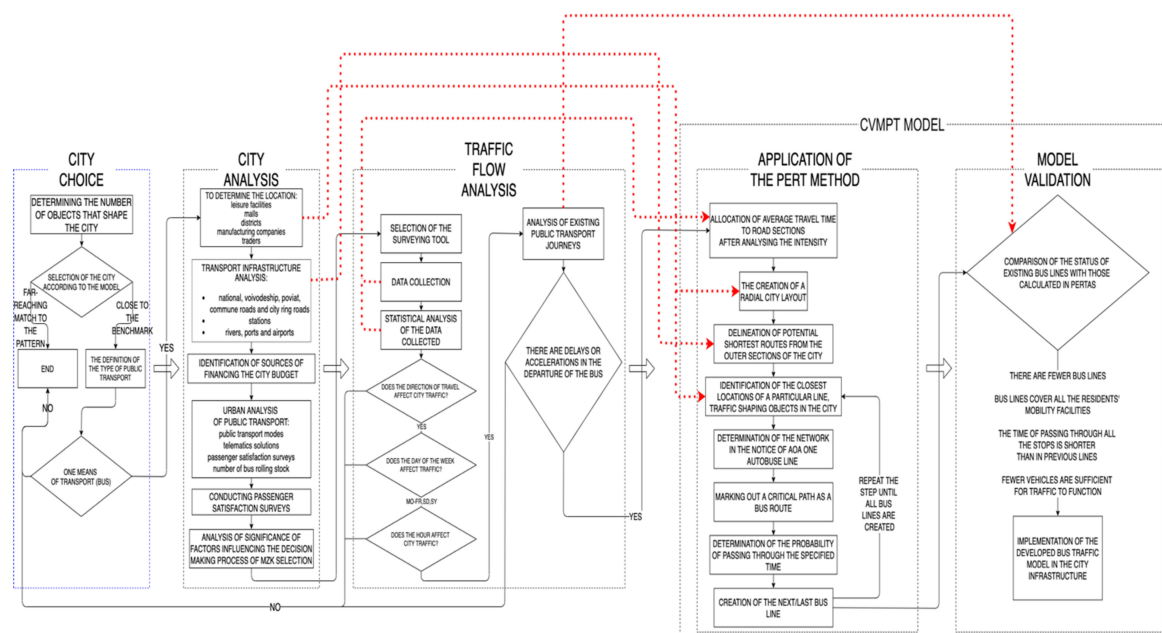 CITY
CHOICE
DETERMINING THE NUMBER
OF OBJECTS THAT SHAPE
THE CITY
SELECTION OF THE CITY
ACCORDING TO THE MODEL
FAR-
REACHING
MATCH TO
THE
PATTERN
CLOSE TO
THE
BENCHMARK
END
THE DEFINITION OF
THE TYPE OF PUBLIC
TRANSPORT
NO
YES
ONE MEANS
OF TRANSPORT (BUS)
CITY
ANALYSIS
TO DETERMINE THE LOCATION:
leisure facilities
malls
districts
manufacturing companies
traders
TRANSPORT INFRASTRUCTURE
ANALYSIS:
• national, voivodeship, poviat,
commune roads and city ring roads
• stations
• rivers, ports and airports
IDENTIFICATION OF SOURCES OF
FINANCING THE CITY BUDGET
URBAN ANALYSIS
OF PUBLIC TRANSPORT:
public transport modes
telematics solutions
passenger satisfaction surveys
number of bus rolling stock
CONDUCTING PASSENGER
SATISFACTION SURVEYS
ANALYSIS OF SIGNIFICANCE OF
FACTORS INFLUENCING THE DECISION
MAKING PROCESS OF MZK SELECTION
NO
TRAFFIC
FLOW
ANALYSIS
SELECTION OF THE
SURVEYING TOOL
DATA COLLECTION
STATISTICAL ANALYSIS
OF THE DATA
COLLECTED
DOES THE DIRECTION OF TRAVEL
AFFECT CITY TRAFFIC?
YES
DOES THE DAY OF THE WEEK
AFFECT TRAFFIC?
MO-FR,SD,SY
DOES THE HOUR AFFECT
CITY TRAFFIC?
YES
ANALYSIS OF EXISTING
PUBLIC TRANSPORT
JOURNEYS
THERE ARE DELAYS OR
ACCELERATIONS IN THE
DEPARTURE OF THE BUS
YES
CVMPT MODEL
APPLICATION OF
THE PERT METHOD
ALLOCATION OF AVERAGE TRAVEL TIME
TO ROAD SECTIONS
AFTER ANALYSING THE INTENSITY
THE CREATION OF A
RADIAL CITY LAYOUT
DELINEATION OF POTENTIAL
SHORTEST ROUTES FROM THE
OUTER SECTIONS OF THE CITY
IDENTIFICATION OF THE CLOSEST
LOCATIONS OF A PARTICULAR LINE,
TRAFFIC SHAPING OBJECTS IN THE CITY
DETERMINATION OF THE NETWORK
IN THE NOTICE OF AOA ONE
AUTOBUSE LINE
MARKING OUT A CRITICAL PATH AS A
BUS ROUTE
DETERMINATION OF THE PROBABILITY
OF PASSING THROUGH THE SPECIFIED
TIME
CREATION OF THE NEXT/LAST BUS
LINE
REPEAT THE
STEP UNTIL
ALL BUS
LINES ARE
CREATED
MODEL
VALIDATION
COMPARISON OF THE STATUS OF
EXISTING BUS LINES WITH THOSE
CALCULATED IN PERTAS
THERE ARE FEWER BUS LINES
BUS LINES COVER ALL THE RESIDENTS'
MOBILITY FACILITIES
THE TIME OF PASSING THROUGH ALL
THE STOPS IS SHORTER
THAN IN PREVIOUS LINES
FEWER VEHICLES ARE SUFFICIENT
FOR TRAFFIC TO FUNCTION
IMPLEMENTATION OF THE
DEVELOPED BUS TRAFFIC
MODEL IN THE CITY
INFRASTRUCTURE